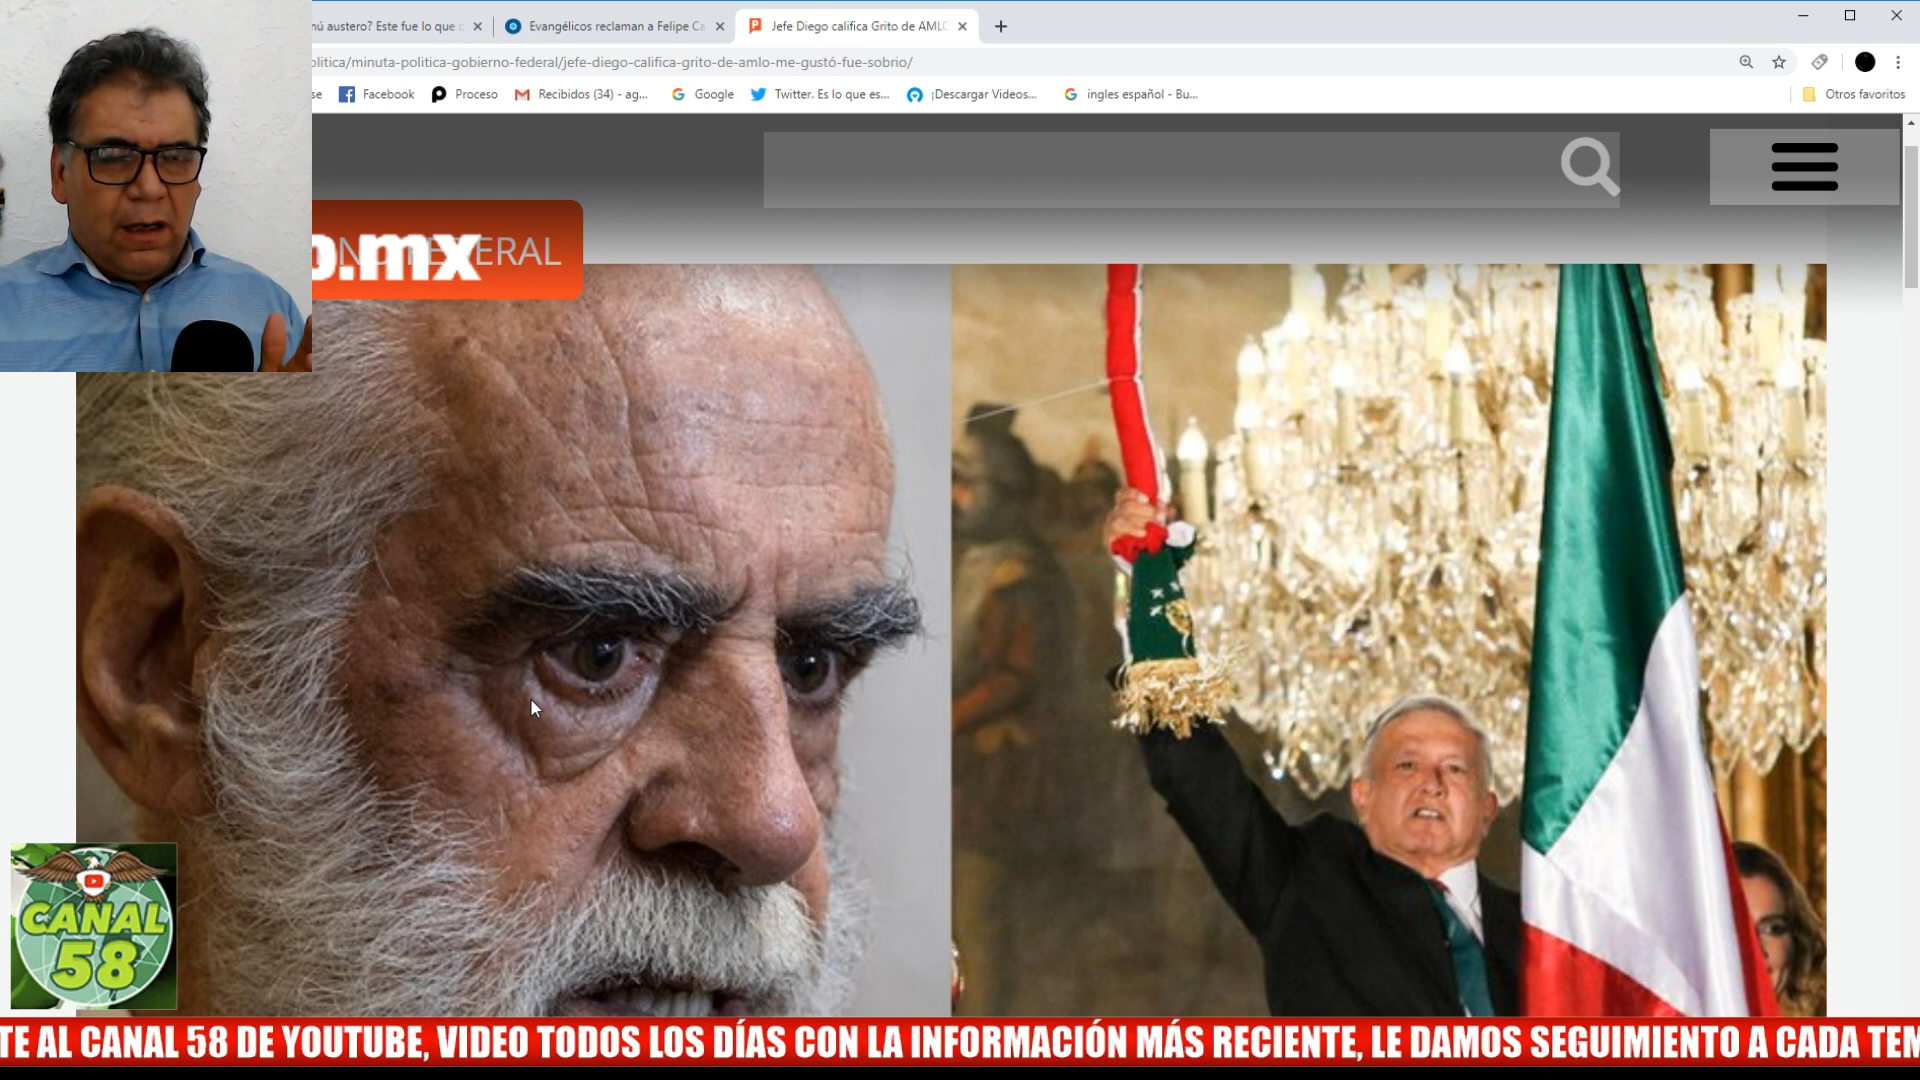 nú austero? Este fue lo que c
Evangélicos reclaman a Felipe Ca
Jefe Diego califica Grito de AMLO
olitica/minuta-politica-gobierno-federal/jefe-diego-califica-grito-de-amlo-me-gustó-fue-sobrio/
se
Facebook
Proceso
Recibidos (34) - ag...
Google
Twitter. Es lo que es...
¡Descargar Videos...
ingles español - Bu...
Otros favoritos
o.mx
ERAL
CANAL
58
TE AL CANAL 58 DE YOUTUBE, VIDEO TODOS LOS DÍAS CON LA INFORMACIÓN MÁS RECIENTE, LE DAMOS SEGUIMIENTO A CADA TEM